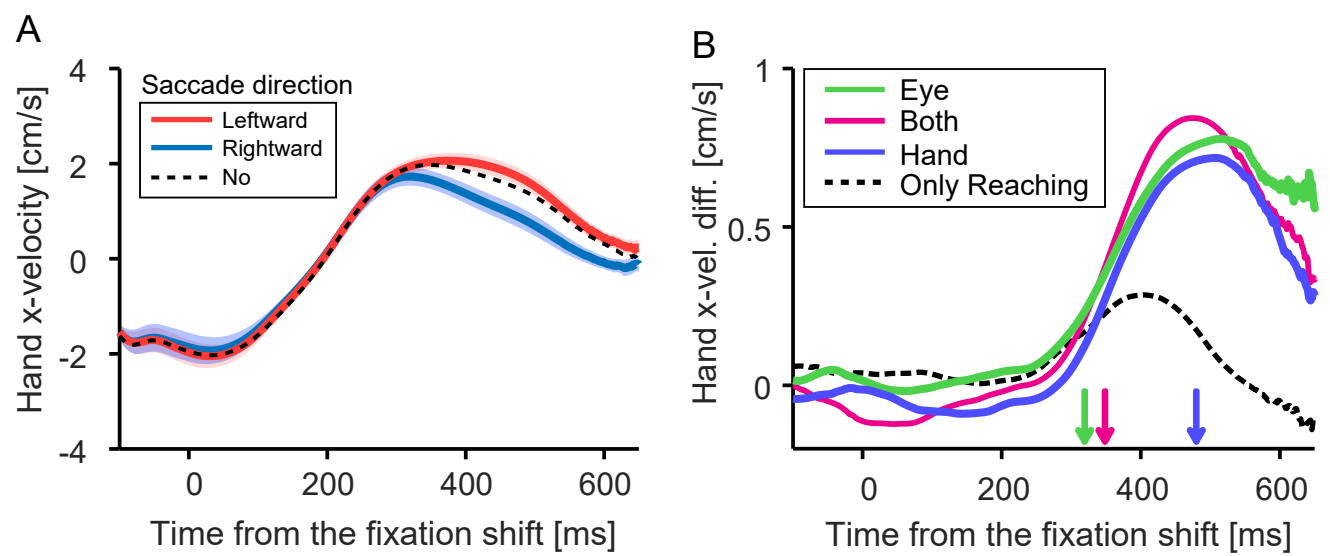 A
Hand x-velocity [cm/s]
4
2
0
-2
-4
Saccade direction
Leftward
Rightward
No
0
200
400
600
Time from the fixation shift [ms]
B
Hand x-vel. diff. [cm/s]
1
0.5
0
Eye
Both
Hand
Only Reaching
0
200
400
600
Time from the fixation shift [ms]